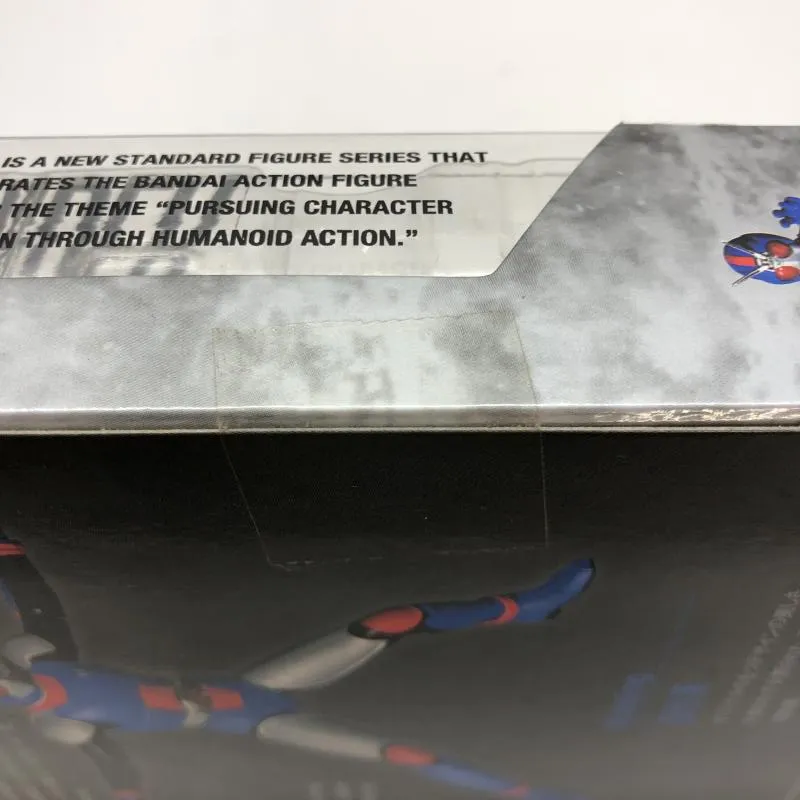 IS A NEW STANDARD FIGURE SERIES THAT
RATES THE BANDAI ACTION FIGURE
THE THEME “PURSUING CHARACTER
N THROUGH HUMANOID ACTION.”